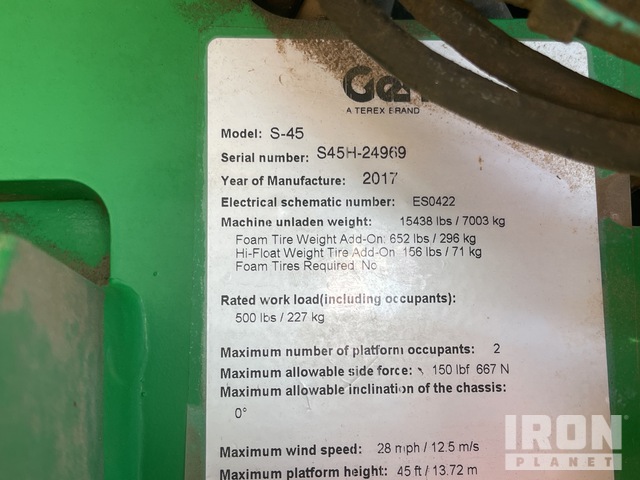 A TEREX BRAND
Model: S-45
Serial number: S45H-24969
Year of Manufacture: 2017
Electrical schematic number: ES0422
Machine unladen weight: 15438 lbs / 7003 kg
Foam Tire Weight Add-On: 652 lbs / 296 kg
Hi-Float Weight Tire Add-On 156 lbs / 71 kg
Foam Tires Required No
Rated work load(including occupants):
500 lbs / 227 kg
Maximum number of platform occupants: 2
Maximum allowable side force: 150 lbf 667 N
Maximum allowable inclination of the chassis:
0°
Maximum wind speed: 28 mph / 12.5 m/s
Maximum platform height: 45 ft / 13.72 m
IRON
PLANET